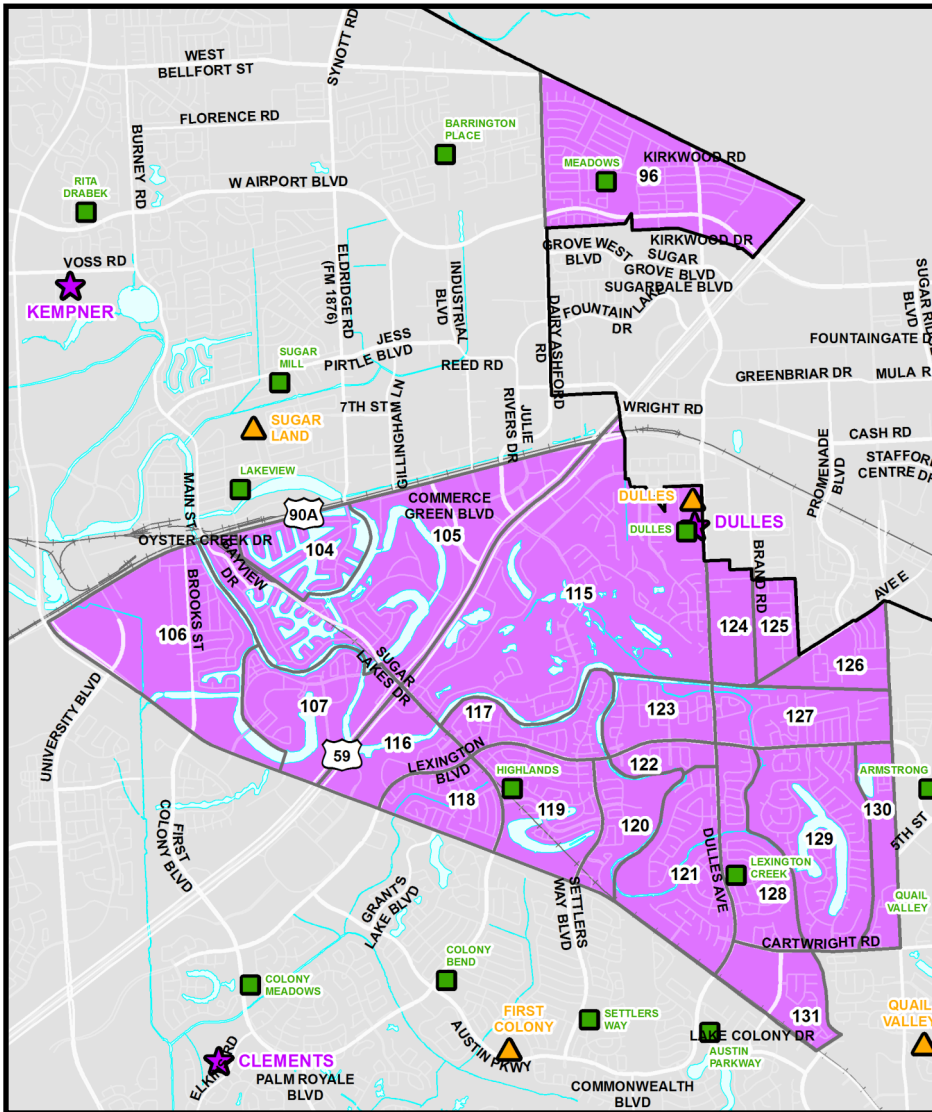 WEST
BELLFORT ST
SYNOTT RD
FLORENCE RD
BURNEY RD
BARRINGTON
PLACE
MEADOWS
KIRKWOOD RD
96
RITA
DRABEK
W AIRPORT BLVD
VOSS RD
KEMPNER
ELDRIDGE RD
(FM 1876)
INDUSTRIAL
BLVD
GROVE WEST
BLVD
KIRKWOOD DR
SUGAR
GROVE BLVD
SUGARDALE BLVD
LAKE
FOUNTAIN
DR
DAIRY ASHFORD
RD
FOUNTAINGATE D
JESS
PIRTLE BLVD
SUGAR
MILL
REED RD
GREENBRIAR DR
MULA R
7TH ST
GILLINGHAM LN
JULIE
RIVERS DR
WRIGHT RD
SUGAR
LAND
CASH RD
PROMENADE
BLVD
STAFFOR
CENTRE DR
LAKEVIEW
MAIN ST
90A
COMMERCE
GREEN BLVD
DULLES
DULLES
DULLES
OYSTER CREEK DR
104
105
BAYVIEW
DR
BROOKS ST
BRAND RD
AVE E
115
106
124
125
126
SUGAR
LAKES DR
UNIVERSITY BLVD
107
117
123
127
59
116
LEXINGTON
BLVD
122
118
HIGHLANDS
119
ARMSTRONG
130
FIRST
COLONY BLVD
120
129
5TH ST
121
DULLES AVE
LEXINGTON
CREEK
128
GRANTS
LAKE BLVD
SETTLERS
WAY BLVD
QUAIL
VALLEY
CARTWRIGHT RD
COLONY
BEND
COLONY
MEADOWS
FIRST
COLONY
SETTLERS
WAY
131
QUAIL
VALLEY
LAKE COLONY DR
AUSTIN
PARKWAY
AUSTIN PKWY
CLEMENTS
PALM ROYALE
BLVD
COMMONWEALTH
BLVD